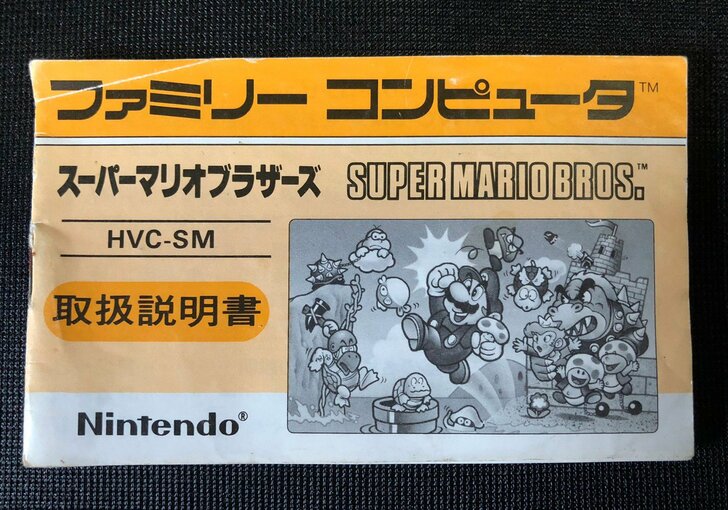 ファミリー コンピュータ™
スーパーマリオブラザーズ SUPER MARIO BROS.™
HVC-SM
取扱説明書
Nintendo®